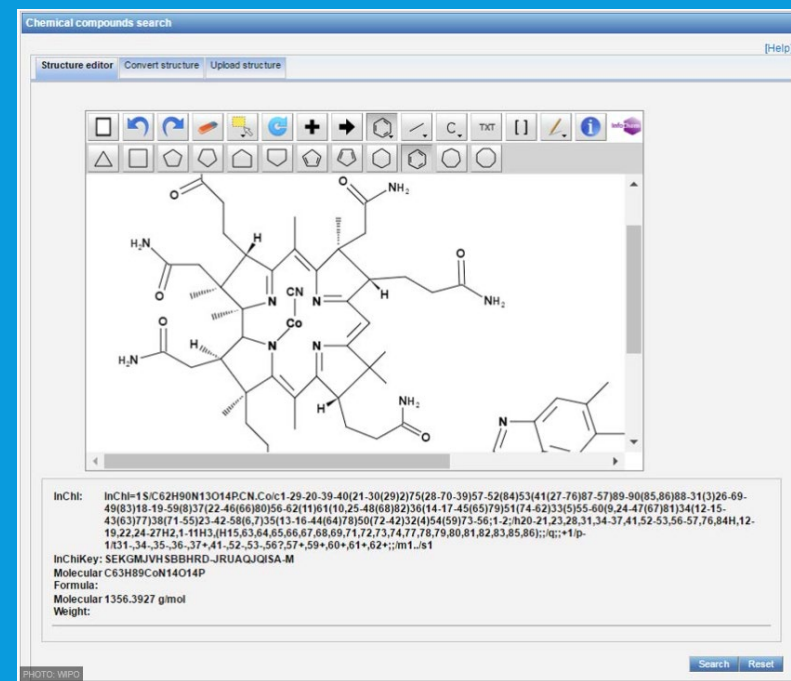 Chemical compounds search
[Help]
Structure editor
Convert structure
Upload structure
C
TXT
[ ]
O
O
NH2
H2N
O
H
O
H
NH2
N
CN
N
Co
O
H
N
N
H2N
H
NH2
O
N
InChI: InChI=1S/C62H90N13O14P.CN.Co/c1-29-20-39-40(21-30(29)2)75(28-70-39)57-52(84)53(41(27-76)87-57)89-90(85,86)88-31(3)26-69-
49(83)18-19-59(8)37(22-46(66)80)56-62(11)61(10,25-48(68)82)36(14-17-45(65)79)51(74-62)33(5)55-60(9,24-47(67)81)34(12-15-
43(63)77)38(71-55)23-42-58(6,7)35(13-16-44(64)78)50(72-42)32(4)54(59)73-56;1-2;/h20-21,23,28,31,34-37,41,52-53,56-57,76,84H,12-
19,22,24-27H2,1-11H3,(H15,63,64,65,66,67,68,69,71,72,73,74,77,78,79,80,81,82,83,85,86);;/q;;+1/p-
1/t31-,34-,35-,36-,37+,41-,52-,53-,56?,57+,59+,60+,61+,62+;;/m1../s1
InChiKey: SEKGMJVHSBBHRD-JRUAQJQISA-M
Molecular C63H89CoN14O14P
Formula:
Molecular 1356.3927 g/mol
Weight:
Search
Reset
PHOTO: WIPO